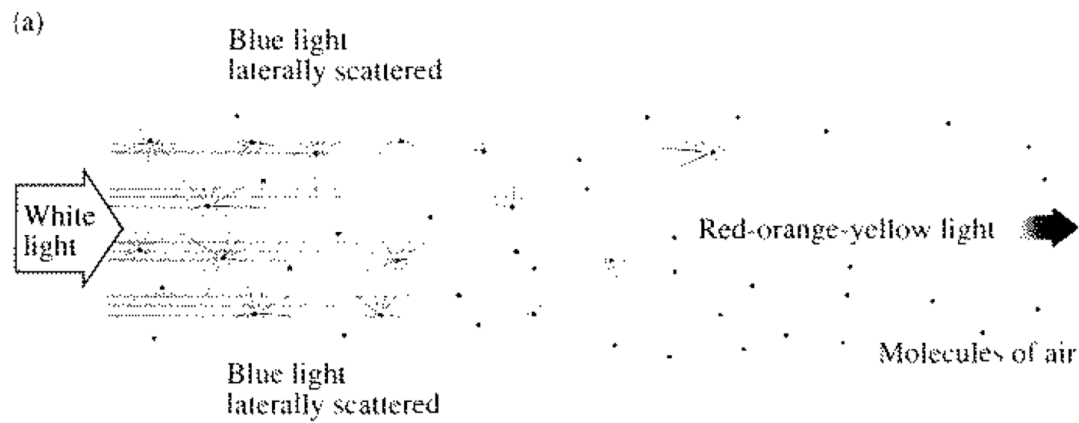 (a)
Blue light
laterally scattered
White
light
Red-orange-yellow light
Molecules of air
Blue light
laterally scattered